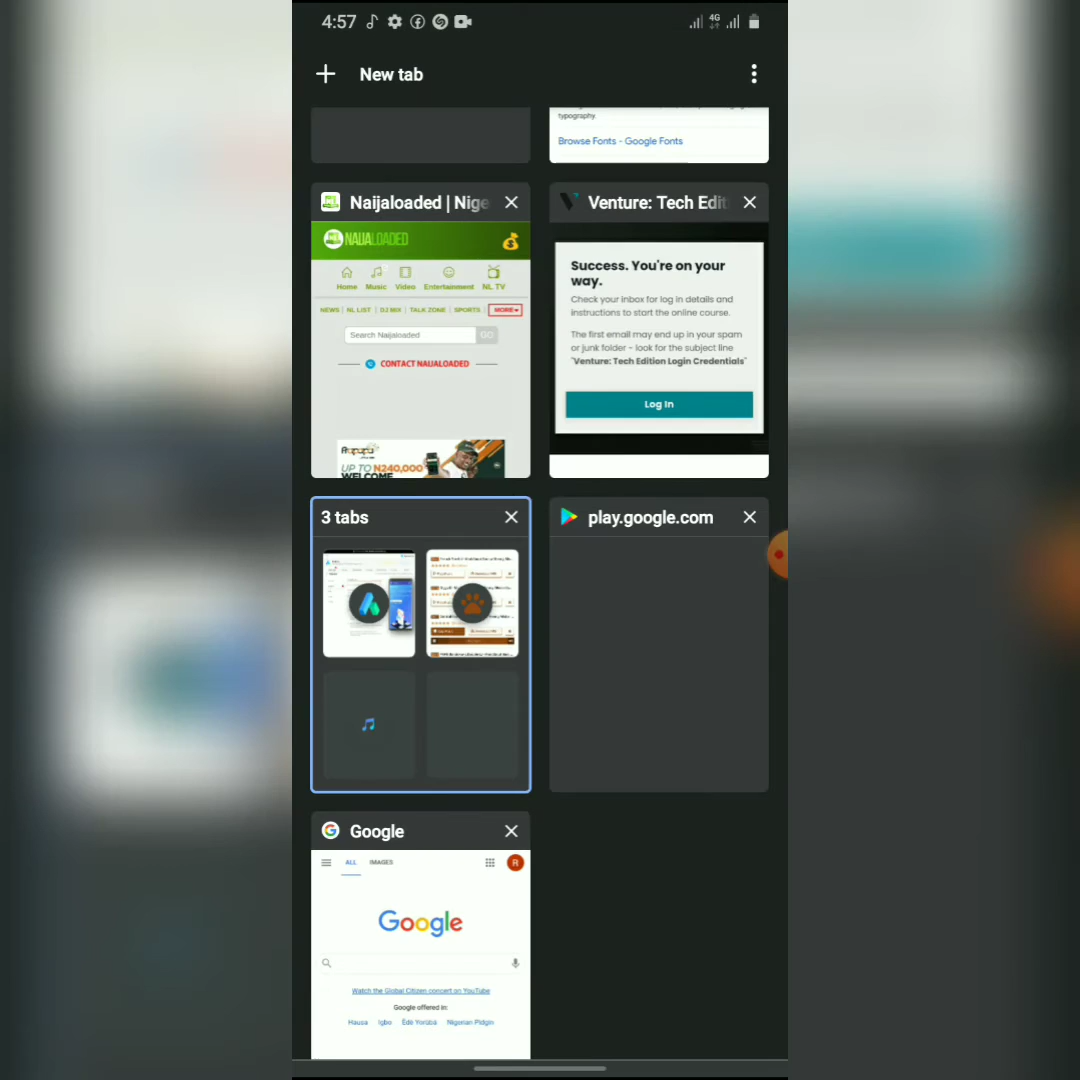 4:57
4G
New tab
typography.
Browse Fonts - Google Fonts
Naijaloaded | Nige
NAIJALOADED
Home Music Video Entertainment NL TV
NEWS | NL LIST | DJ MIX | TALK ZONE | SPORTS | MORE
Search Naijaloaded GO
CONTACT NAIJALOADED
UP TO N240,000
WELCOME
Venture: Tech Edit
Success. You're on your
way.
Check your inbox for log in details and
instructions to start the online course.
The first email may end up in your spam
or junk folder - look for the subject line
"Venture: Tech Edition Login Credentials"
Log In
3 tabs
play.google.com
Google
ALL IMAGES
R
Google
Watch the Global Citizen concert on YouTube
Google offered in:
Hausa Igbo Ede Yorùbá Nigerian Pidgin